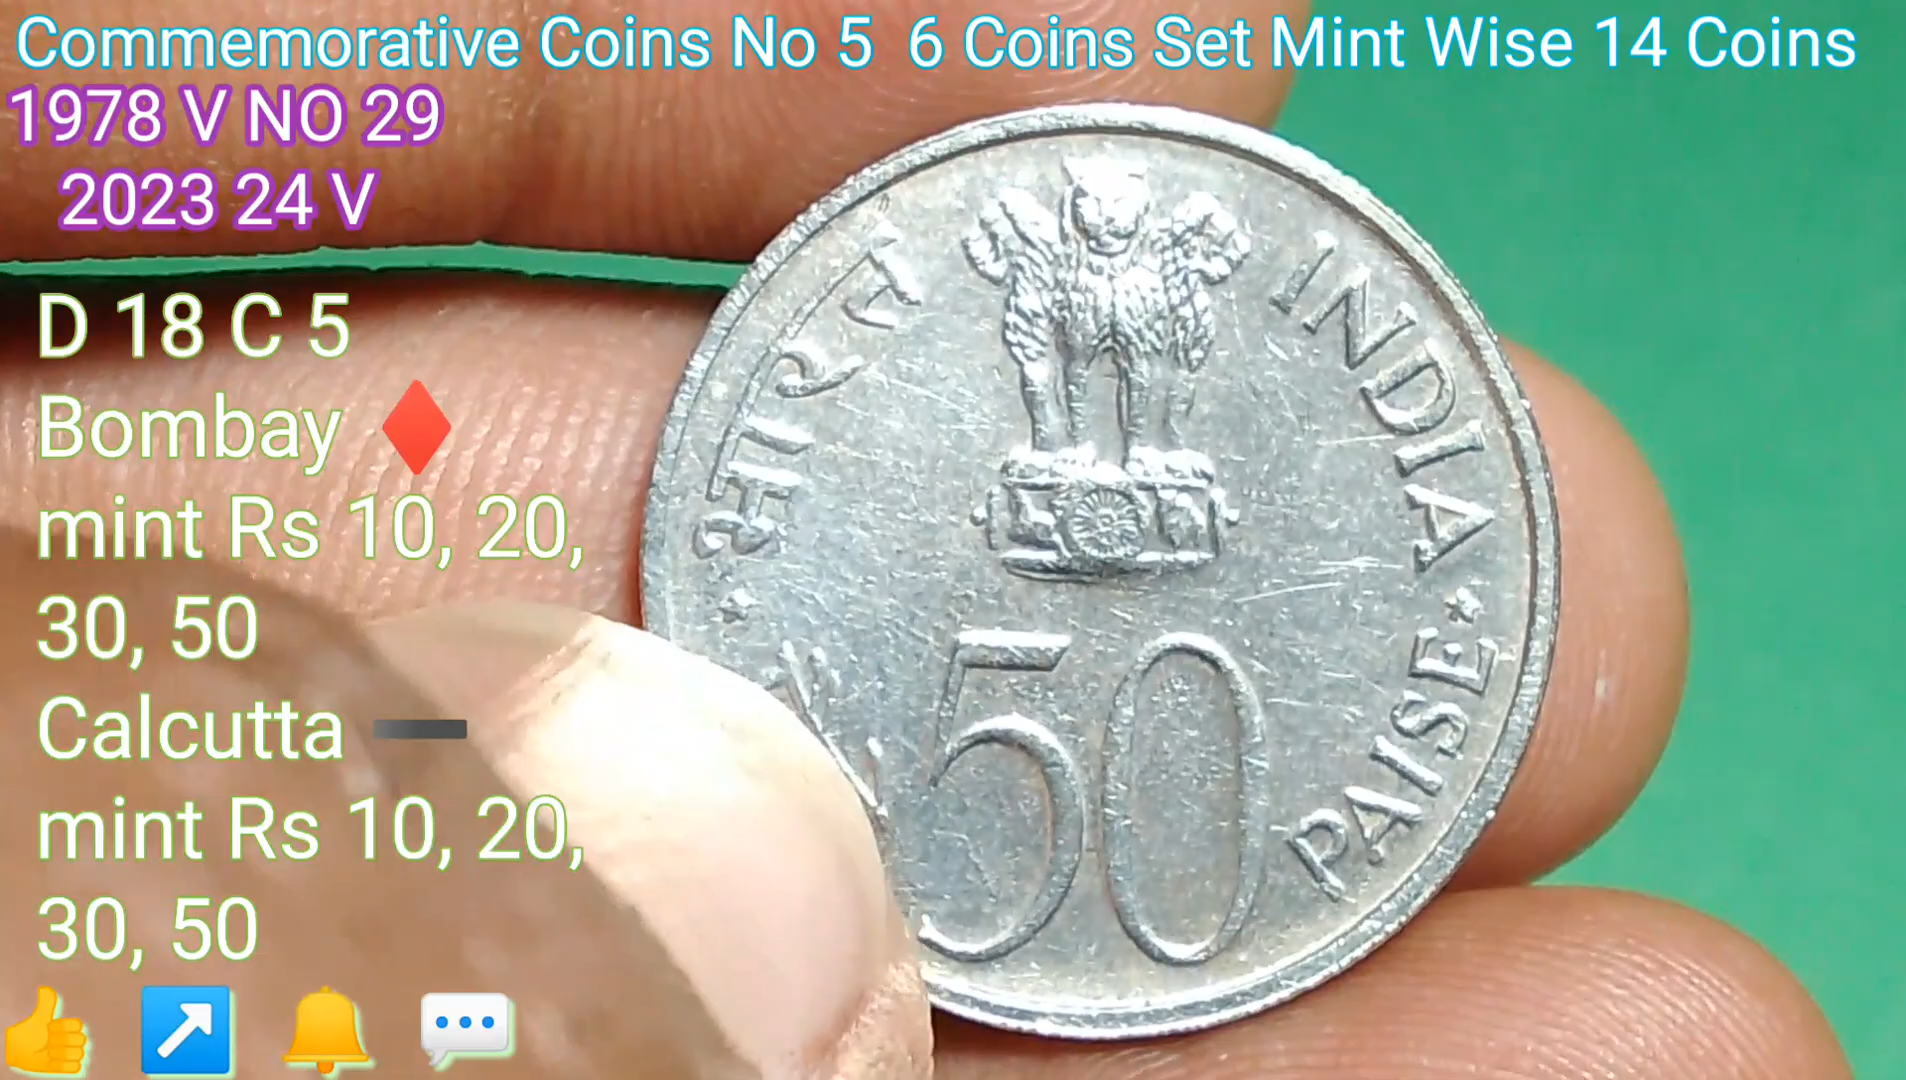 Commemorative Coins No 5 6 Coins Set Mint Wise 14 Coins
1978 V NO 29
2023 24 V
D 18 C 5
Bombay ♦️
mint Rs 10, 20,
30, 50
Calcutta ➖
mint Rs 10, 20,
30, 50
भारत
INDIA
50
PAISE